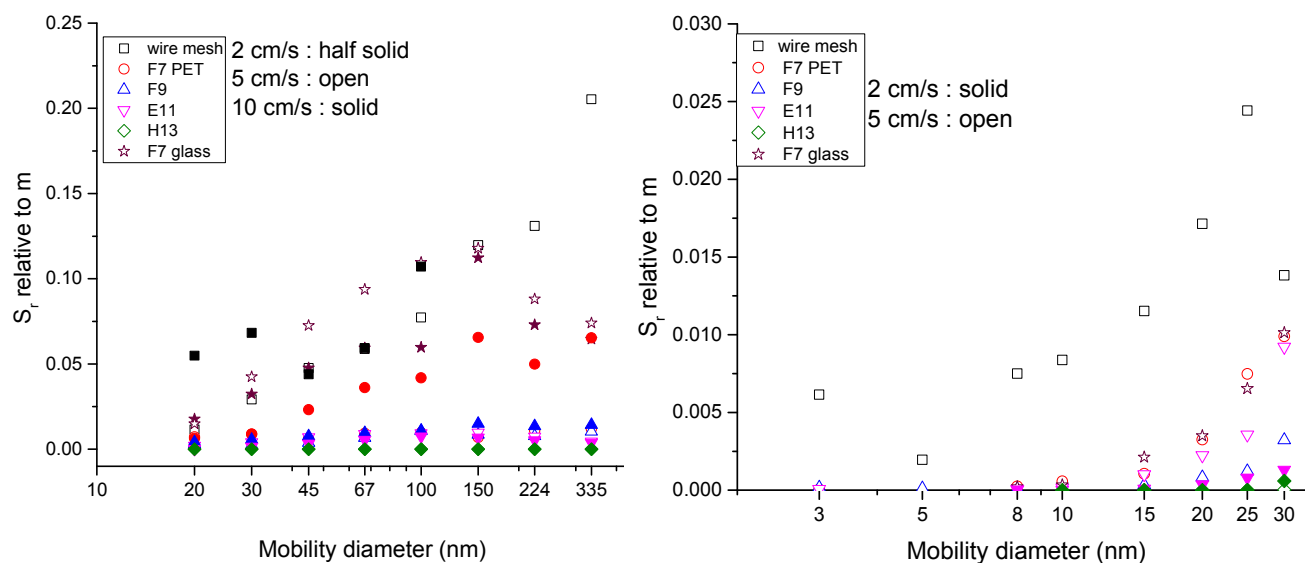 0.25
0.20
0.15
0.10
0.05
0.00
S_r relative to m
wire mesh
F7 PET
F9
E11
H13
F7 glass
2 cm/s : half solid
5 cm/s : open
10 cm/s : solid
10 20 30 45 67 100 150 224 335
Mobility diameter (nm)
0.030
0.025
0.020
0.015
0.010
0.005
0.000
S_r relative to m
wire mesh
F7 PET
F9
E11
H13
F7 glass
2 cm/s : solid
5 cm/s : open
3 5 8 10 15 20 25 30
Mobility diameter (nm)